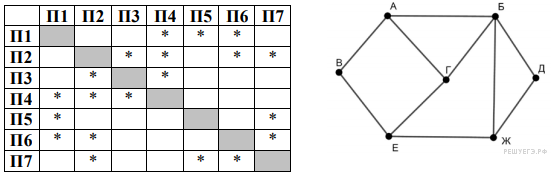 П1 П2 П3 П4 П5 П6 П7
П1 * * *
П2 * * * *
П3 * *
П4 * * *
П5 * *
П6 * * *
П7 * * *
А Б
В Г Д
Е Ж
РЕШУЕГЭ.РФ